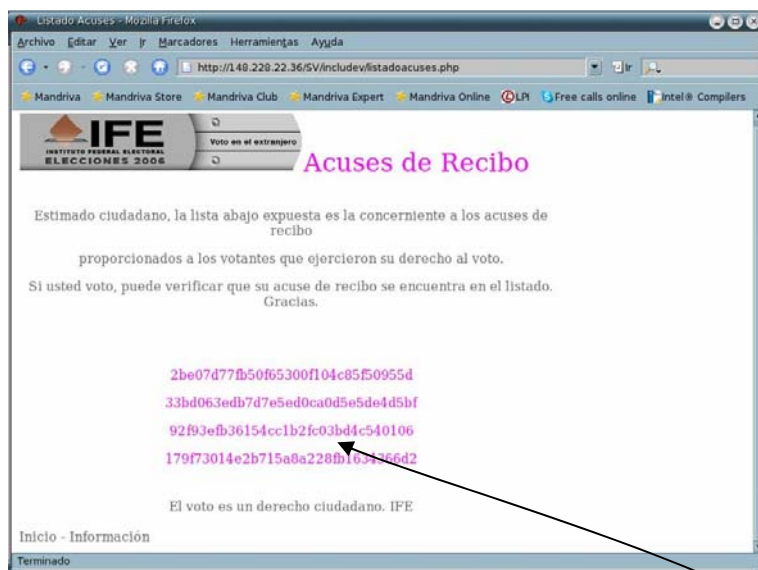 Listado Acuses - Mozilla Firefox
Archivo Editar Ver Ir Marcadores Herramientas Ayuda
http://148.228.22.36/SV/includev/listadoacuses.php Ir
Mandriva Mandriva Store Mandriva Club Mandriva Expert Mandriva Online LPI Free calls online Intel® Compilers
IFE
INSTITUTO FEDERAL ELECTORAL
ELECCIONES 2006
Voto en el extranjero
Acuses de Recibo
Estimado ciudadano, la lista abajo expuesta es la concerniente a los acuses de
recibo
proporcionados a los votantes que ejercieron su derecho al voto.
Si usted voto, puede verificar que su acuse de recibo se encuentra en el listado.
Gracias.
2be07d77fb50f65300f104c85f50955d
33bd063edb7d7e5ed0ca0d5e5de4d5bf
92f93efb36154cc1b2fc03bd4c540106
179f73014e2b715a8a228fb1634366d2
El voto es un derecho ciudadano. IFE
Inicio - Información
Terminado